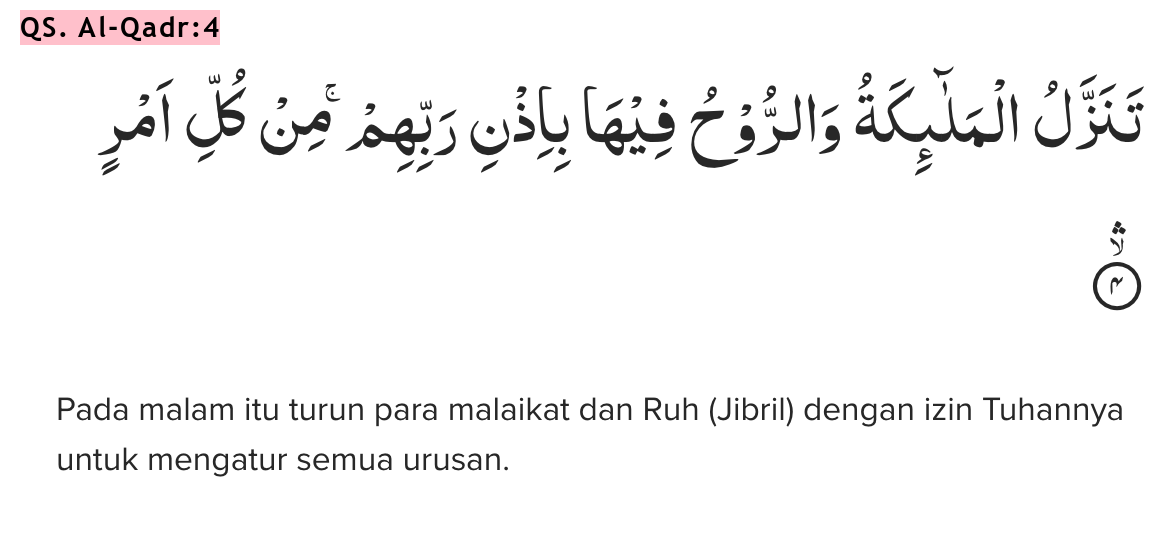 QS. Al-Qadr:4
تَنَزَّلُ الْمَلٰۤىِٕكَةُ وَالرُّوْحُ فِيْهَا بِاِذْنِ رَبِّهِمْۚ مِنْ كُلِّ اَمْرٍ
ۛۙ ٤
Pada malam itu turun para malaikat dan Ruh (Jibril) dengan izin Tuhannya
untuk mengatur semua urusan.